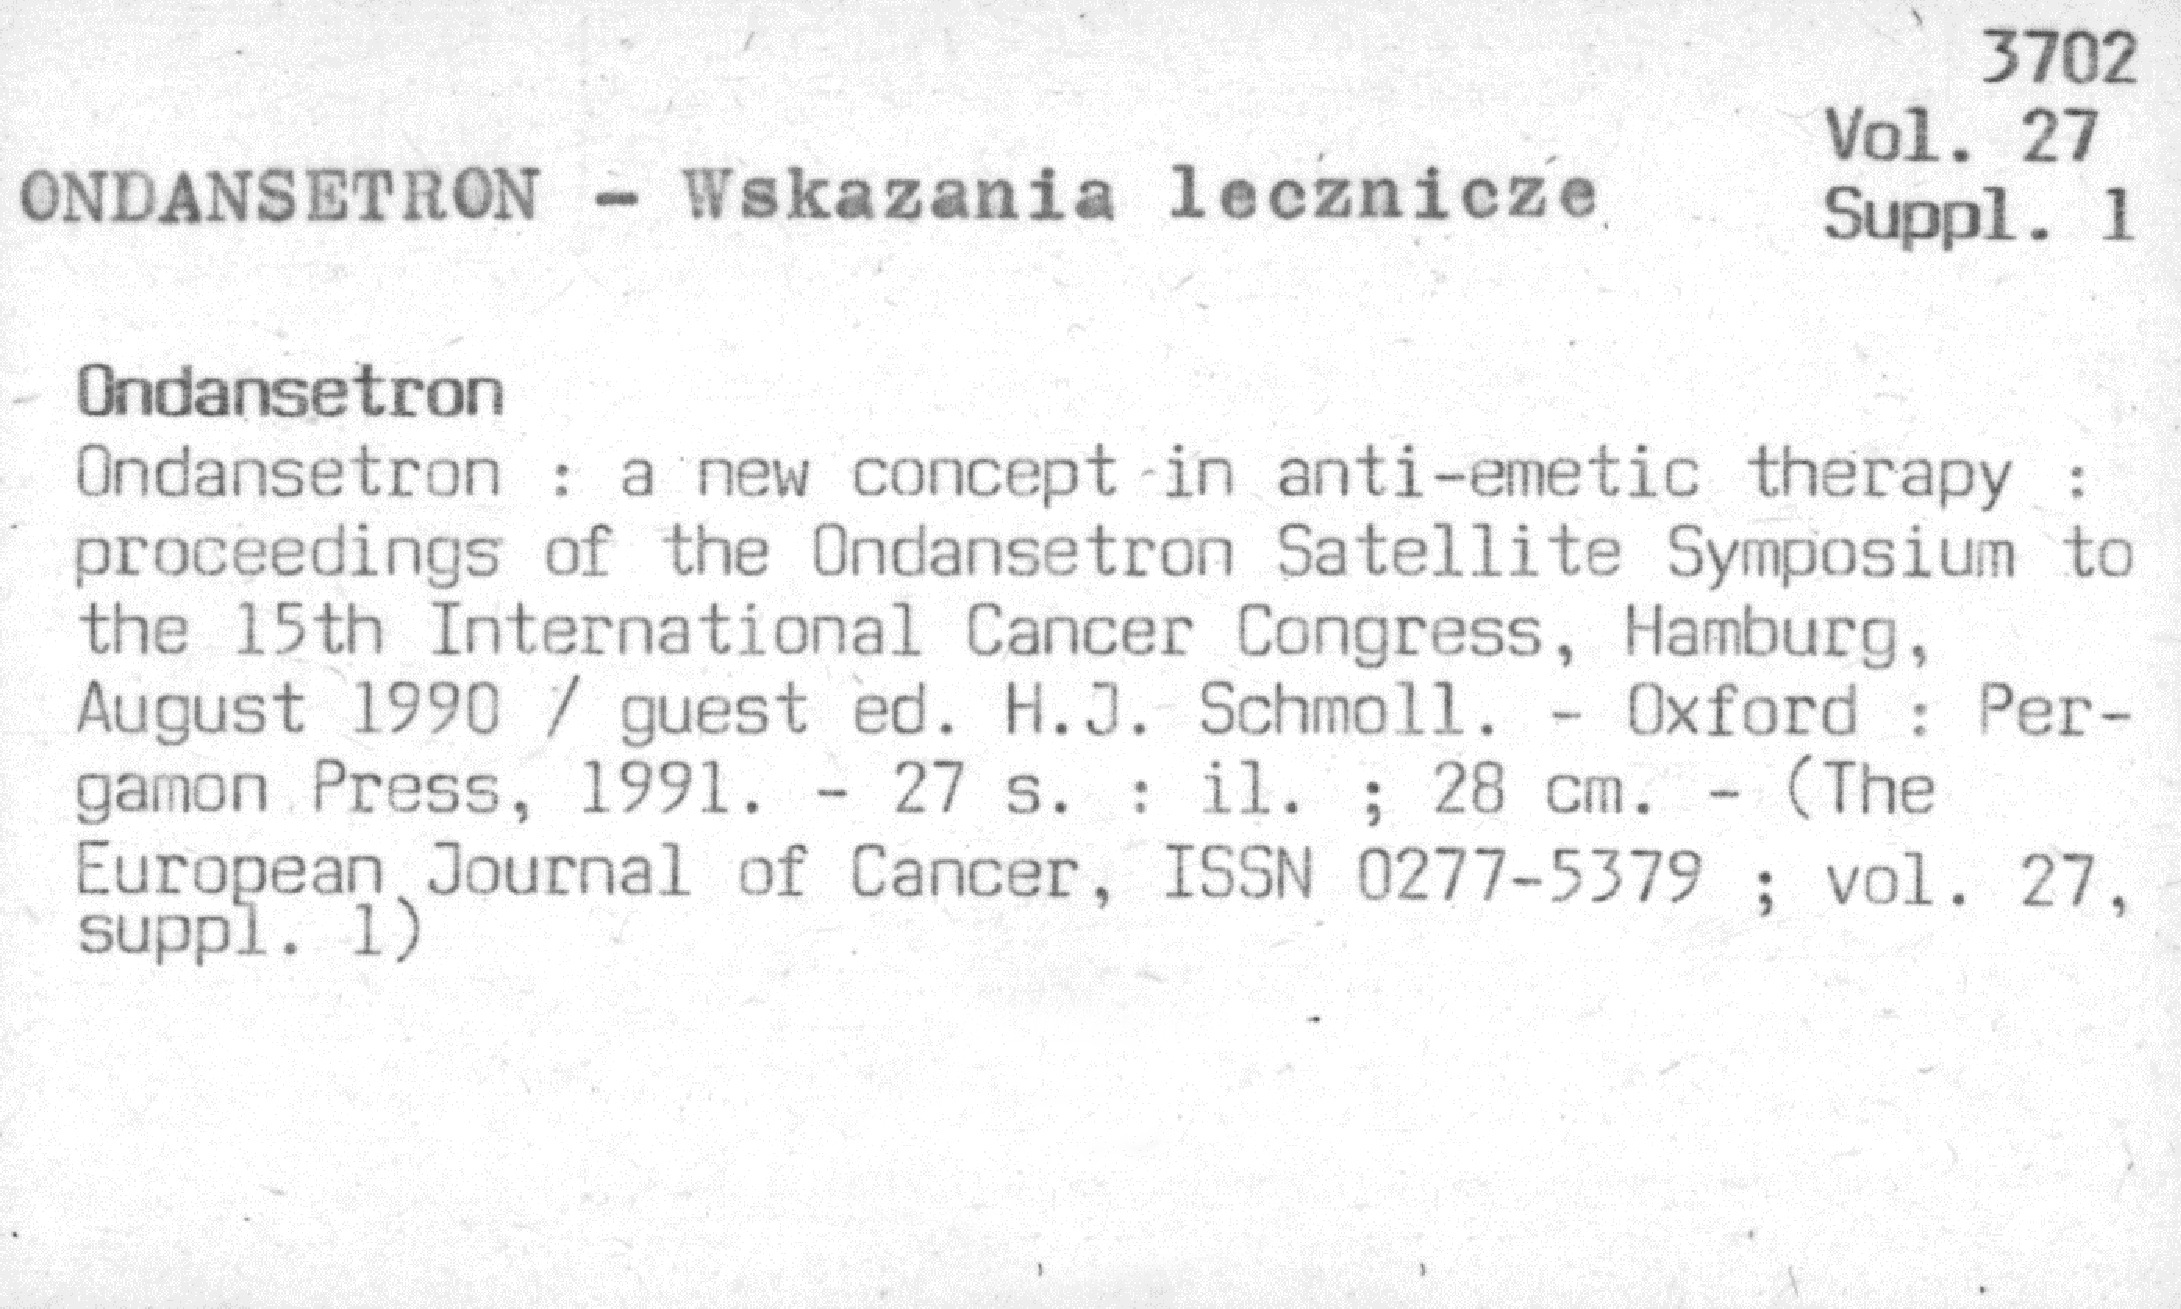 3702
Vol. 27
ONDANSETRON - Wskazania lecznicze
Suppl. 1
Ondansetron
Ondansetron : a new concept in anti-emetic therapy :
proceedings of the Ondansetron Satellite Symposium to
the 15th International Cancer Congress, Hamburg,
August 1990 / guest ed. H.J. Schmoll. - Oxford : Per-
gamon Press, 1991. - 27 s. : il. ; 28 cm. - (The
European Journal of Cancer, ISSN 0277-5379 ; vol. 27,
suppl. 1)